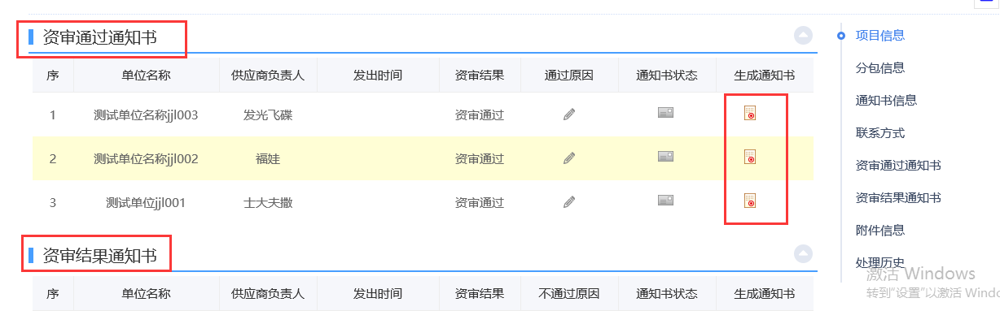 资审通过通知书
序 单位名称 供应商负责人 发出时间 资审结果 通过原因 通知书状态 生成通知书
1 测试单位名称jjl003 发光飞碟 资审通过
2 测试单位名称jjl002 福娃 资审通过
3 测试单位jjl001 士大夫撒 资审通过
资审结果通知书
序 单位名称 供应商负责人 发出时间 资审结果 不通过原因 通知书状态 生成通知书
项目信息
分包信息
通知书信息
联系方式
资审通过通知书
资审结果通知书
附件信息
处理历史
激活 Windows
转到“设置”以激活 Windo